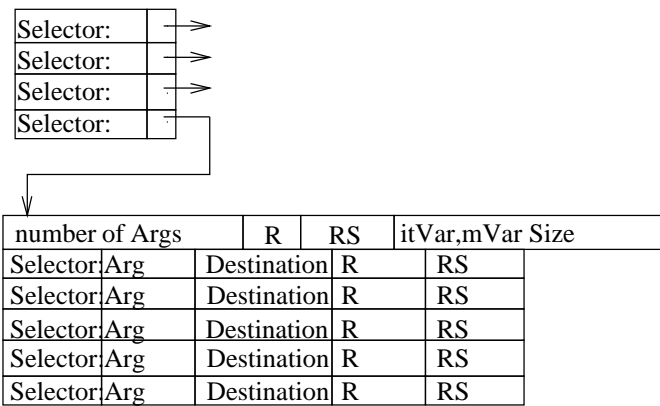 Selector:
Selector:
Selector:
Selector:
number of Args R RS itVar,mVar Size
Selector:Arg Destination R RS
Selector:Arg Destination R RS
Selector:Arg Destination R RS
Selector:Arg Destination R RS
Selector:Arg Destination R RS